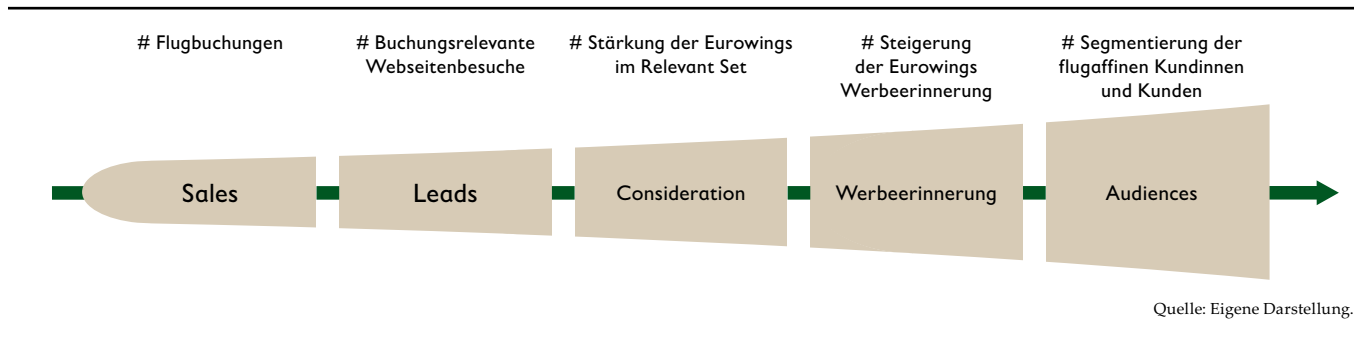 # Flugbuchungen
# Buchungsrelevante
Webseitenbesuche
# Stärkung der Eurowings
im Relevant Set
# Steigerung
der Eurowings
Werbeerinnerung
# Segmentierung der
flugaffinen Kundinnen
und Kunden
Sales
Leads
Consideration
Werbeerinnerung
Audiences
Quelle: Eigene Darstellung.